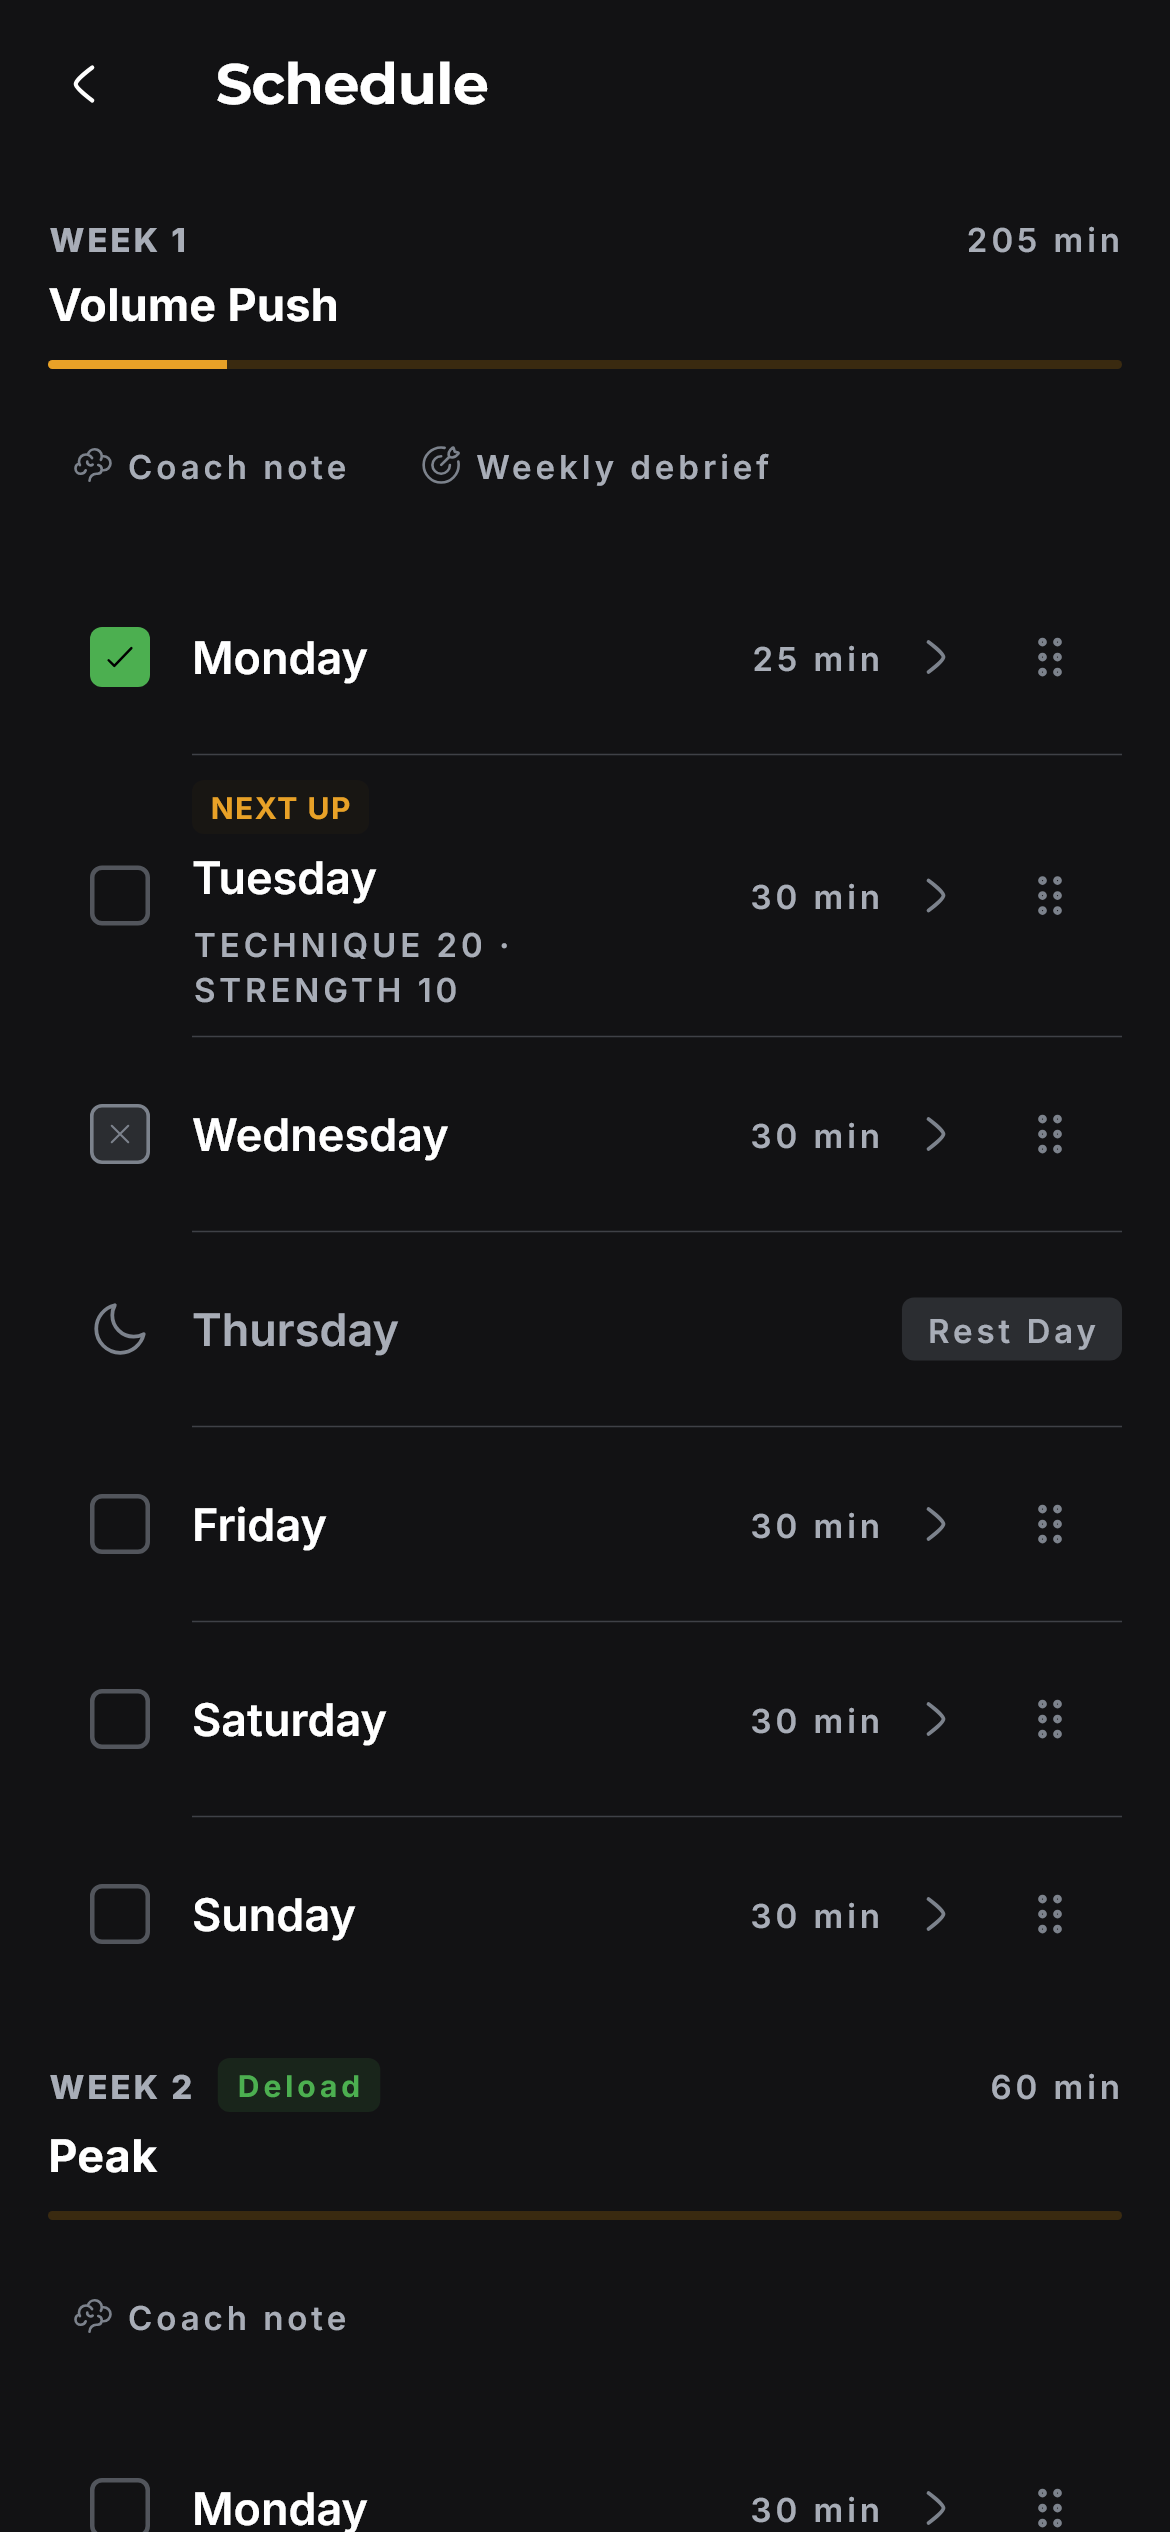 Schedule
WEEK 1
205 min
Volume Push
Coach note
Weekly debrief
Monday
25 min
NEXT UP
Tuesday
30 min
TECHNIQUE 20 ·
STRENGTH 10
Wednesday
30 min
Thursday
Rest Day
Friday
30 min
Saturday
30 min
Sunday
30 min
WEEK 2
Deload
60 min
Peak
Coach note
Monday
30 min